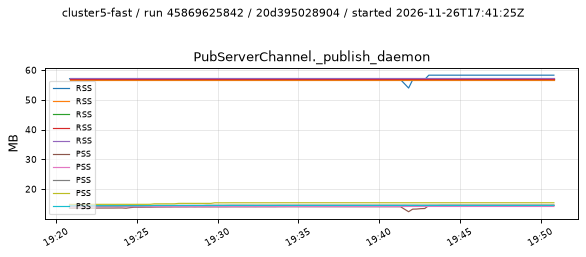 cluster5-fast / run 45869625842 / 20d395028904 / started 2026-11-26T17:41:25Z
PubServerChannel._publish_daemon
60
50
40
30
20
MB
RSS
RSS
RSS
RSS
RSS
PSS
PSS
PSS
PSS
PSS
19:20
19:25
19:30
19:35
19:40
19:45
19:50